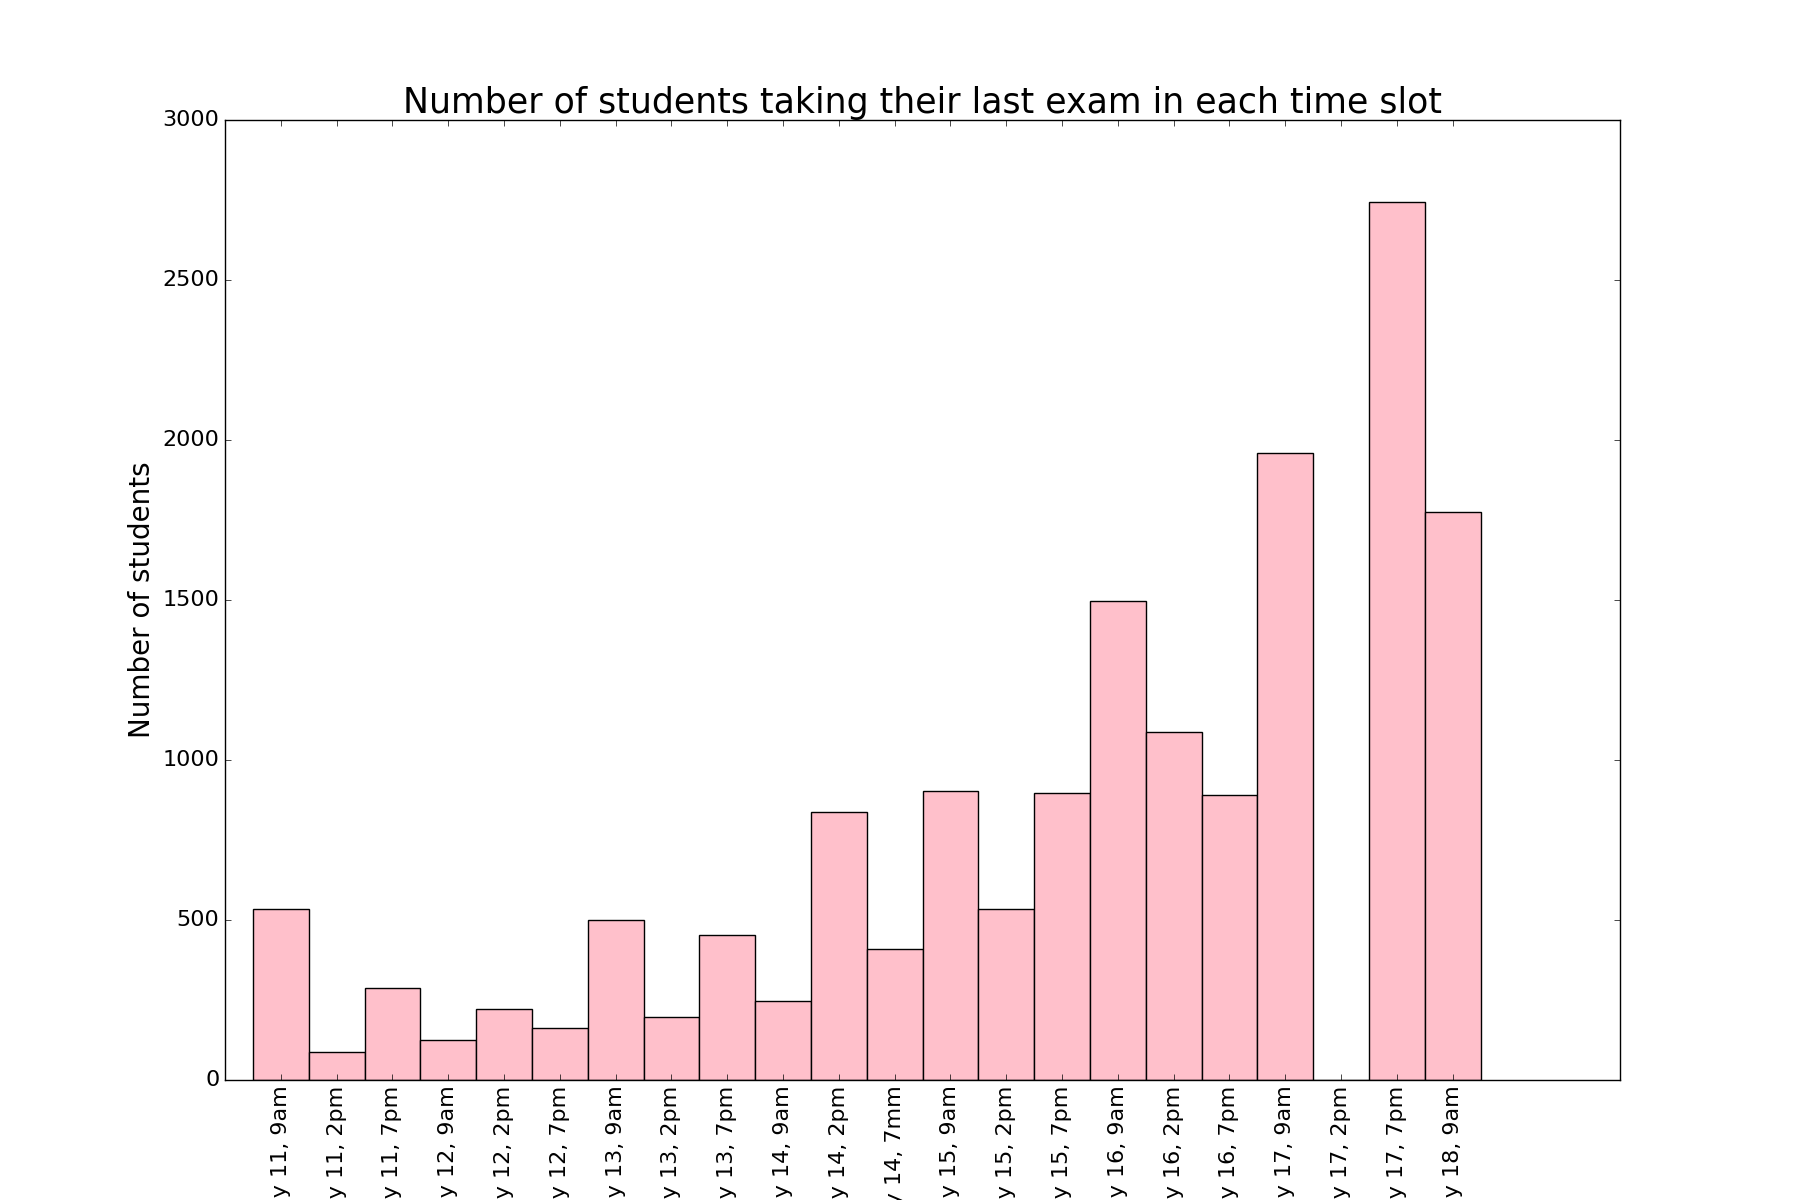 Number of students taking their last exam in each time slot
3000
2500
2000
1500
1000
500
0
Number of students
y 11, 9am
y 11, 2pm
y 11, 7pm
y 12, 9am
y 12, 2pm
y 12, 7pm
y 13, 9am
y 13, 2pm
y 13, 7pm
y 14, 9am
y 14, 2pm
y 14, 7mm
y 15, 9am
y 15, 2pm
y 15, 7pm
y 16, 9am
y 16, 2pm
y 16, 7pm
y 17, 9am
y 17, 2pm
y 17, 7pm
y 18, 9am